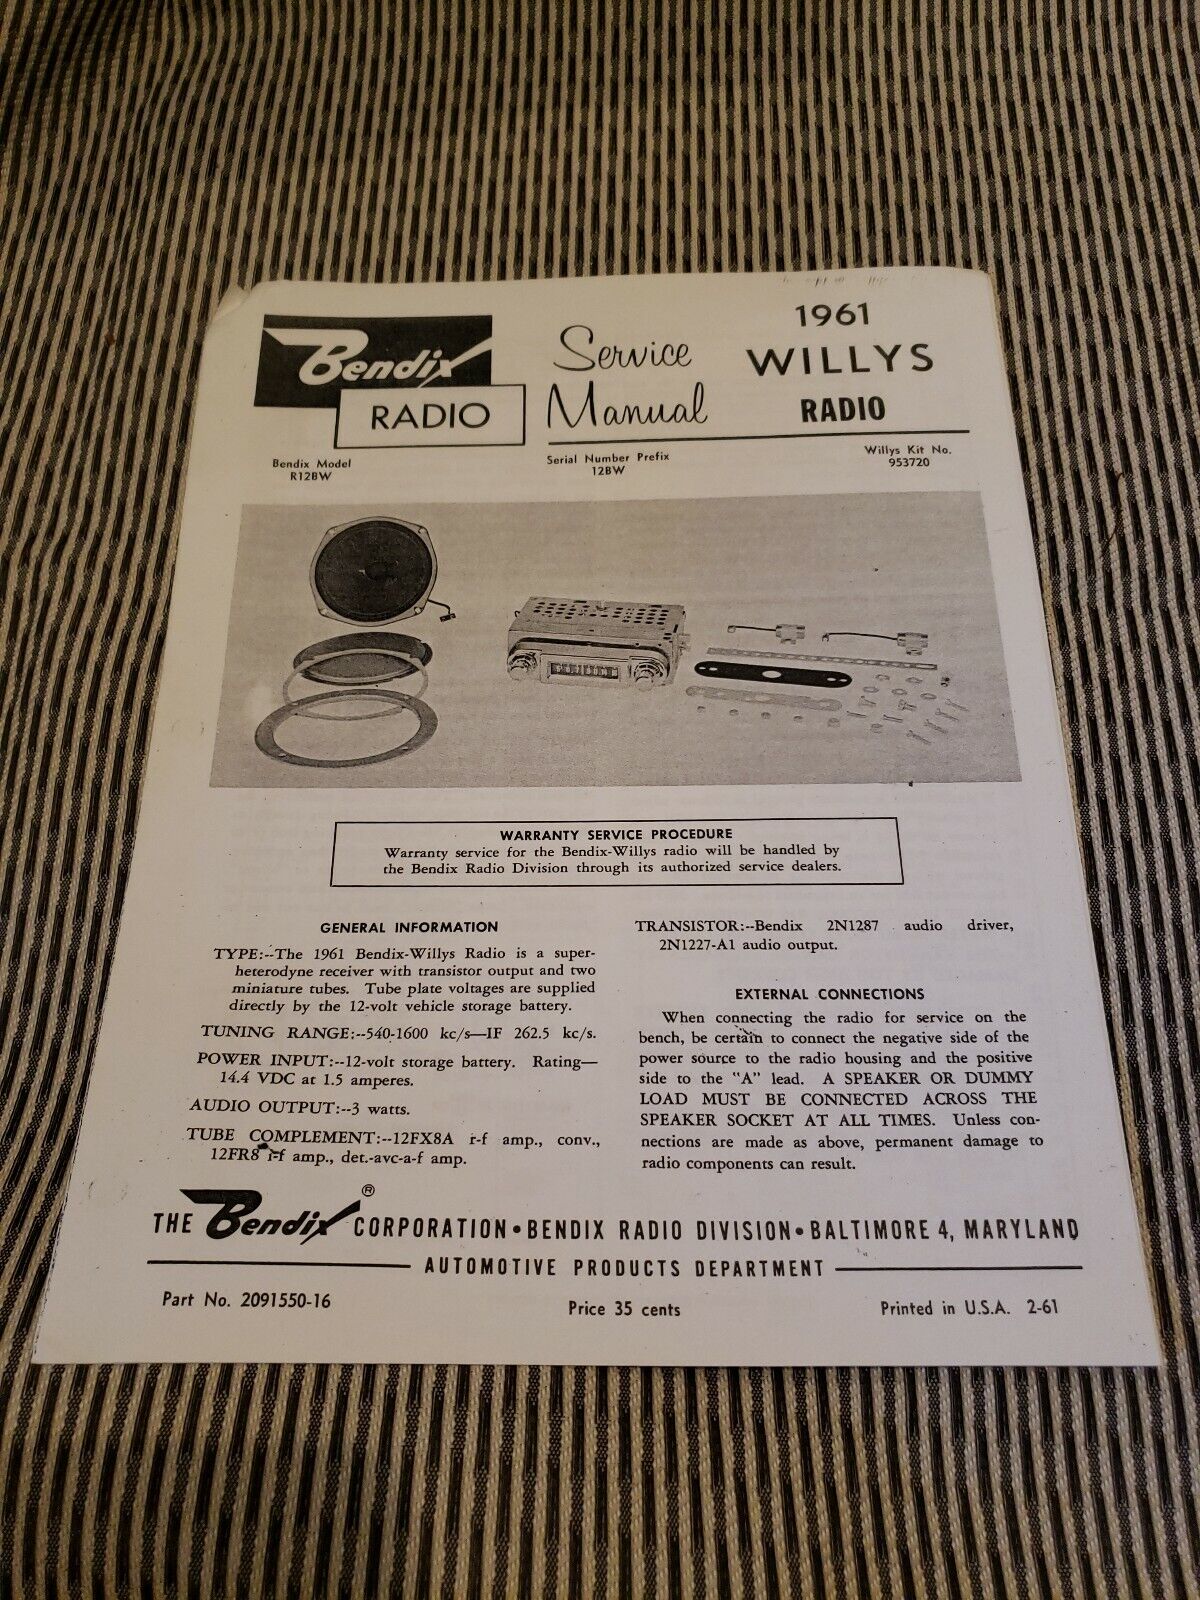 Bendix
RADIO
Service
Manual
1961
WILLYS
RADIO
Bendix Model
R12BW
Serial Number Prefix
12BW
Willys Kit No.
953720
WARRANTY SERVICE PROCEDURE
Warranty service for the Bendix-Willys radio will be handled by
the Bendix Radio Division through its authorized service dealers.
GENERAL INFORMATION
TYPE:--The 1961 Bendix-Willys Radio is a super-
heterodyne receiver with transistor output and two
miniature tubes. Tube plate voltages are supplied
directly by the 12-volt vehicle storage battery.
TUNING RANGE:--540-1600 kc/s—IF 262.5 kc/s.
POWER INPUT:--12-volt storage battery. Rating—
14.4 VDC at 1.5 amperes.
AUDIO OUTPUT:--3 watts.
TUBE COMPLEMENT:--12FX8A r-f amp., conv.,
12FR8 i-f amp., det.-avc-a-f amp.
TRANSISTOR:--Bendix 2N1287 audio driver,
2N1227-A1 audio output.
EXTERNAL CONNECTIONS
When connecting the radio for service on the
bench, be certain to connect the negative side of the
power source to the radio housing and the positive
side to the "A" lead. A SPEAKER OR DUMMY
LOAD MUST BE CONNECTED ACROSS THE
SPEAKER SOCKET AT ALL TIMES. Unless con-
nections are made as above, permanent damage to
radio components can result.
THE Bendix® CORPORATION • BENDIX RADIO DIVISION • BALTIMORE 4, MARYLAND
AUTOMOTIVE PRODUCTS DEPARTMENT
Part No. 2091550-16
Price 35 cents
Printed in U.S.A. 2-61